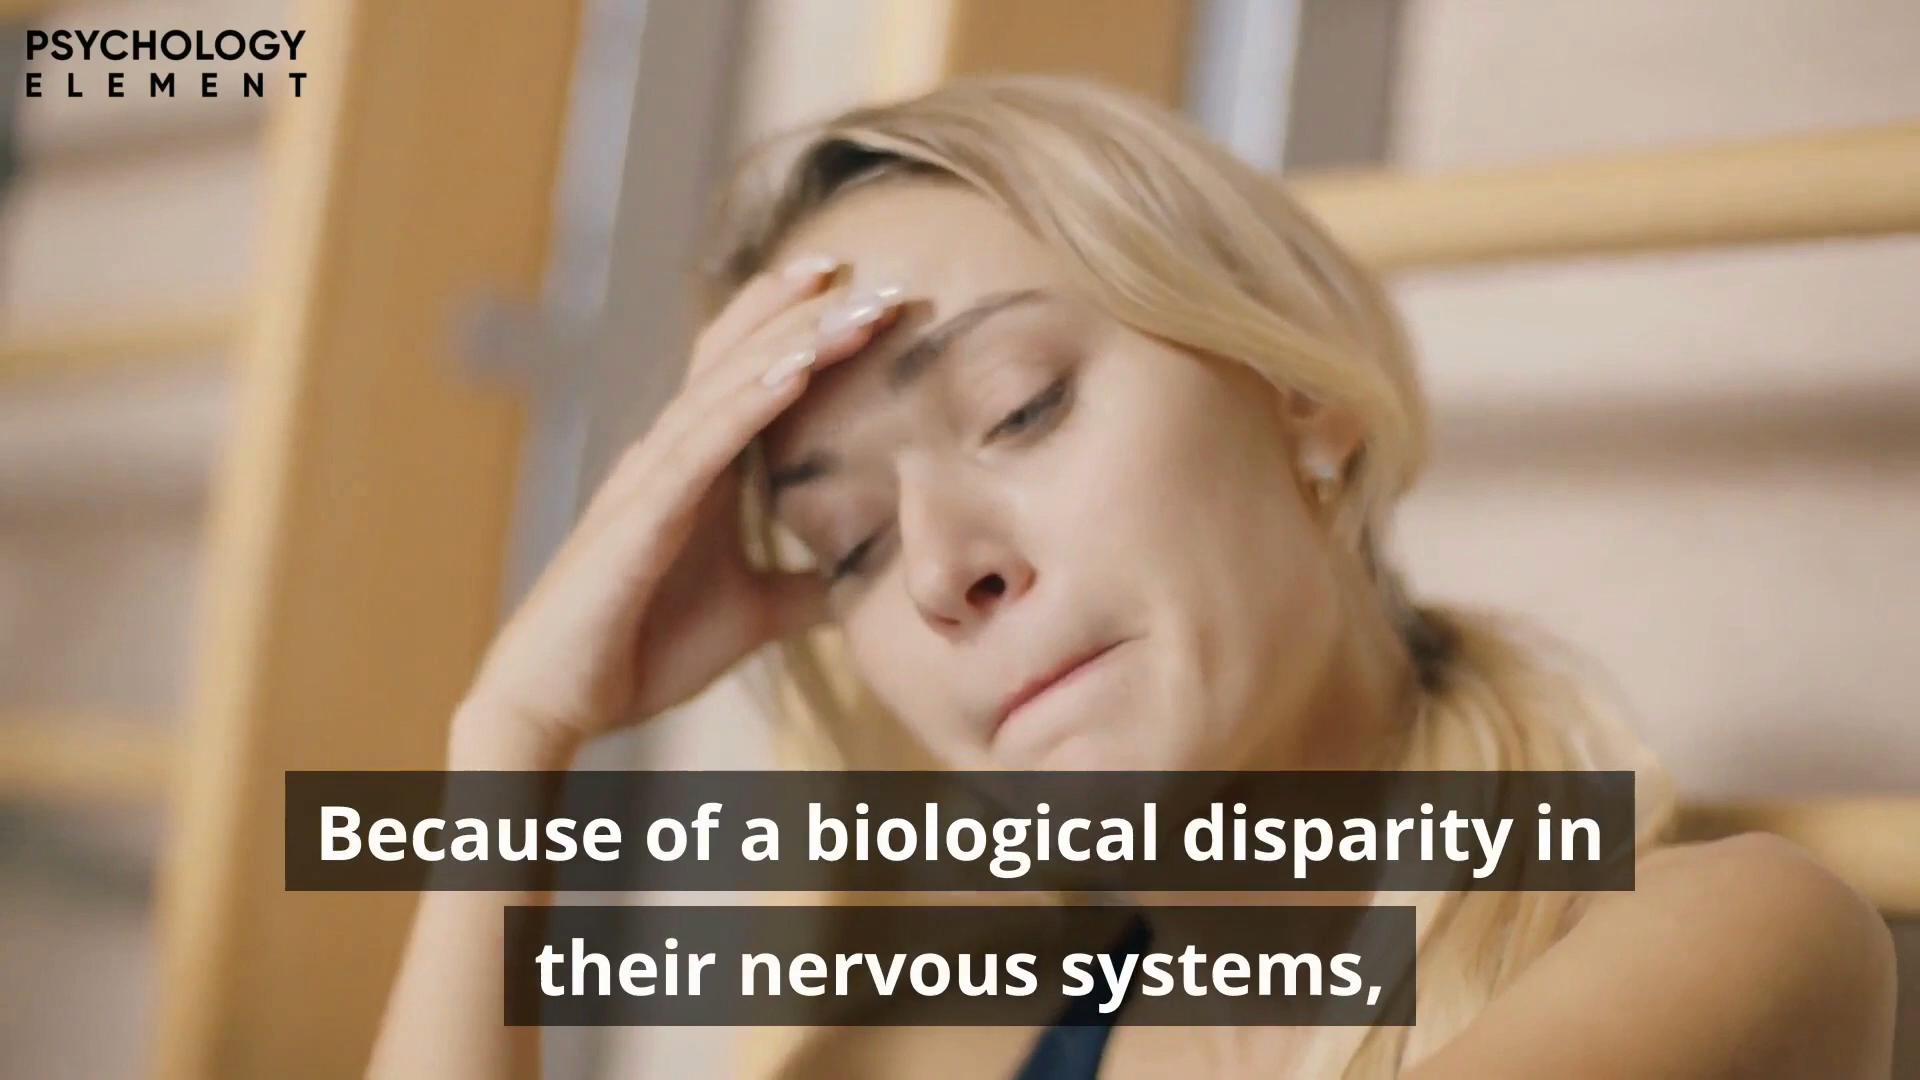 PSYCHOLOGY
ELEMENT
Because of a biological disparity in
their nervous systems,